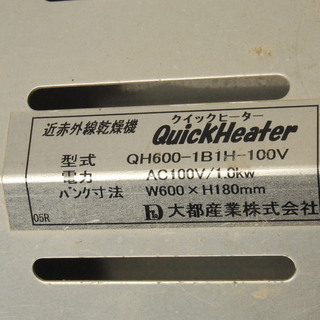 近赤外線乾燥機 クイックヒーター
QuickHeater
型式 QH600-1B1H-100V
電力 AC100V/1.0kw
バンク寸法 W600×H180mm
05R 大都産業株式会社